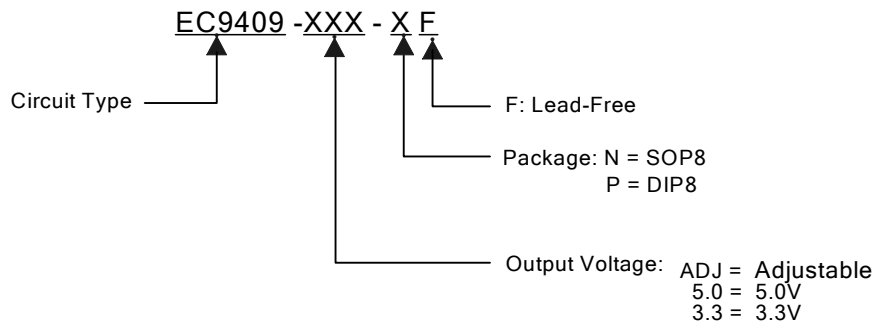 EC9409 -XXX - X F
Circuit Type
F: Lead-Free
Package: N = SOP8
P = DIP8
Output Voltage: ADJ = Adjustable
5.0 = 5.0V
3.3 = 3.3V